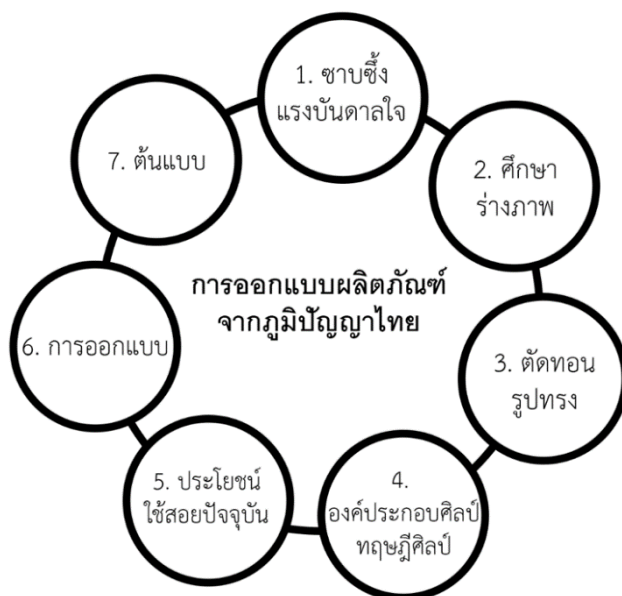 1. ซาบซึ้ง
แรงบันดาลใจ
2. ศึกษา
ร่างภาพ
3. ตัดทอน
รูปทรง
4.
องค์ประกอบศิลป์
ทฤษฎีศิลป์
5. ประโยชน์
ใช้สอยปัจจุบัน
6. การออกแบบ
7. ต้นแบบ
การออกแบบผลิตภัณฑ์
จากภูมิปัญญาไทย